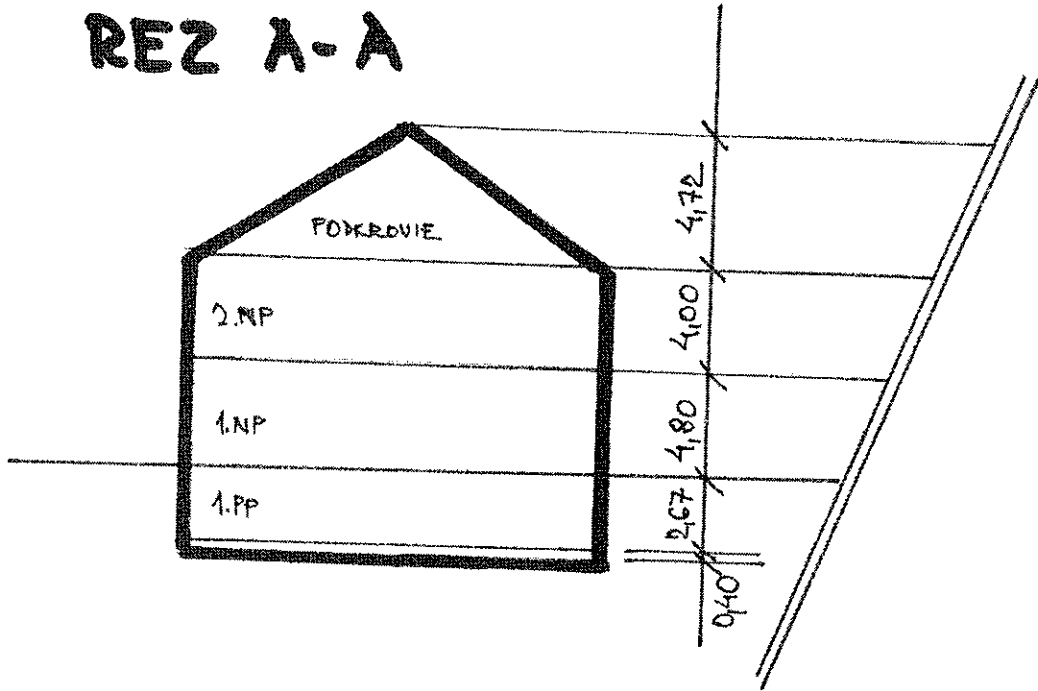 REZ A-A
PODKROVIE
2.NP
1.NP
1.PP
4,72
4,00
4,80
2,67
0,40